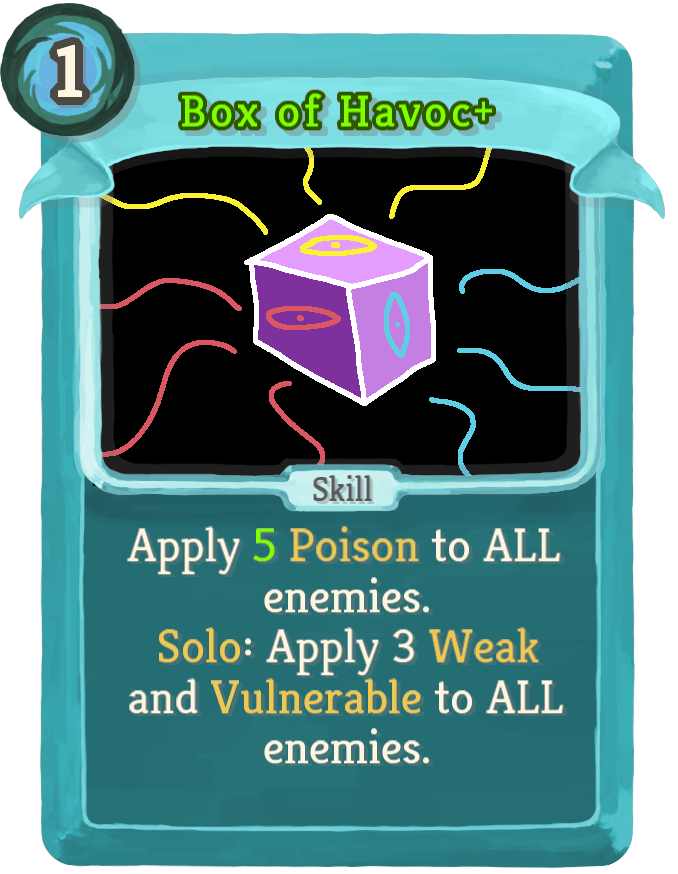 1
Box of Havoc+
Skill
Apply 5 Poison to ALL
enemies.
Solo: Apply 3 Weak
and Vulnerable to ALL
enemies.